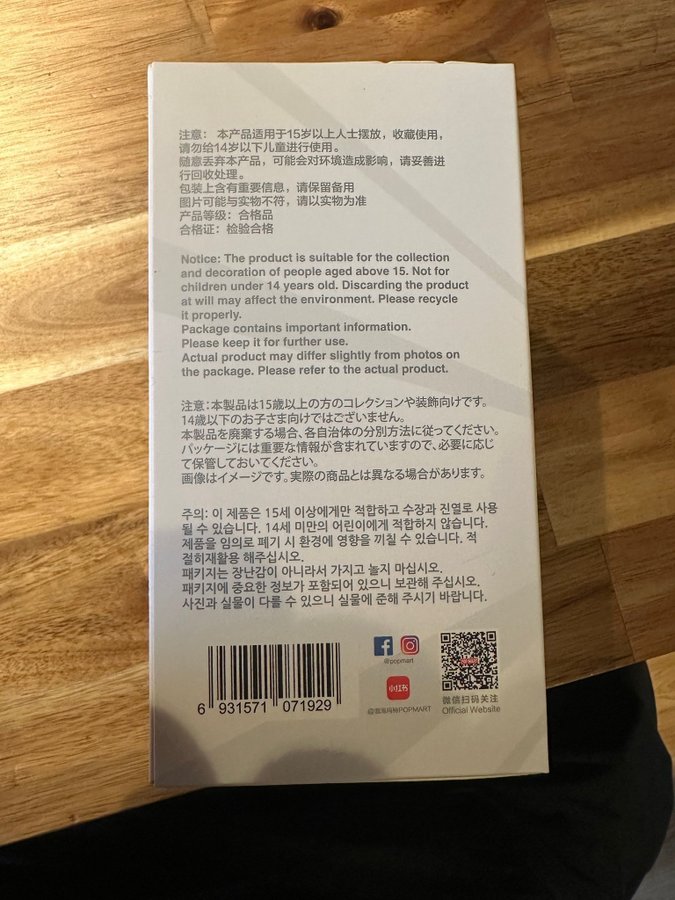 注意： 本产品适用于15岁以上人士摆放，收藏使用，
请勿给14岁以下儿童进行使用。
随意丢弃本产品，可能会对环境造成影响，请妥善进
行回收处理。
包装上含有重要信息，请保留备用
图片可能与实物不符，请以实物为准
产品等级：合格品
合格证：检验合格
Notice: The product is suitable for the collection
and decoration of people aged above 15. Not for
children under 14 years old. Discarding the product
at will may affect the environment. Please recycle
it properly.
Package contains important information.
Please keep it for further use.
Actual product may differ slightly from photos on
the package. Please refer to the actual product.
注意：本製品は15歳以上の方のコレクションや装飾向けです。
14歳以下のお子さま向けではございません。
本製品を廃棄する場合、各自治体の分別方法に従ってください。
パッケージには重要な情報が含まれていますので、必要に応じ
て保管しておいてください。
画像はイメージです。実際の商品とは異なる場合があります。
주의: 이 제품은 15세 이상에게만 적합하고 수장과 진열로 사용
될 수 있습니다. 14세 미만의 어린이에게 적합하지 않습니다.
제품을 임의로 폐기 시 환경에 영향을 끼칠 수 있습니다. 적
절히재활용 해주십시오.
패키지는 장난감이 아니라서 가지고 놀지 마십시오.
패키지에 중요한 정보가 포함되어 있으니 보관해 주십시오.
사진과 실물이 다를 수 있으니 실물에 준해 주시기 바랍니다.
6 931571 071929
@popmart
小红书
@泡泡玛特POPMART
微信扫码关注
Official Website